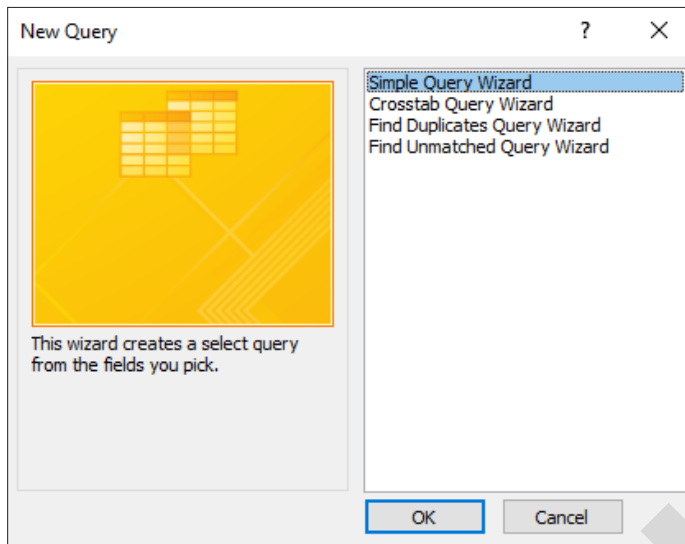 New Query
?
Simple Query Wizard
Crosstab Query Wizard
Find Duplicates Query Wizard
Find Unmatched Query Wizard
This wizard creates a select query
from the fields you pick.
OK
Cancel